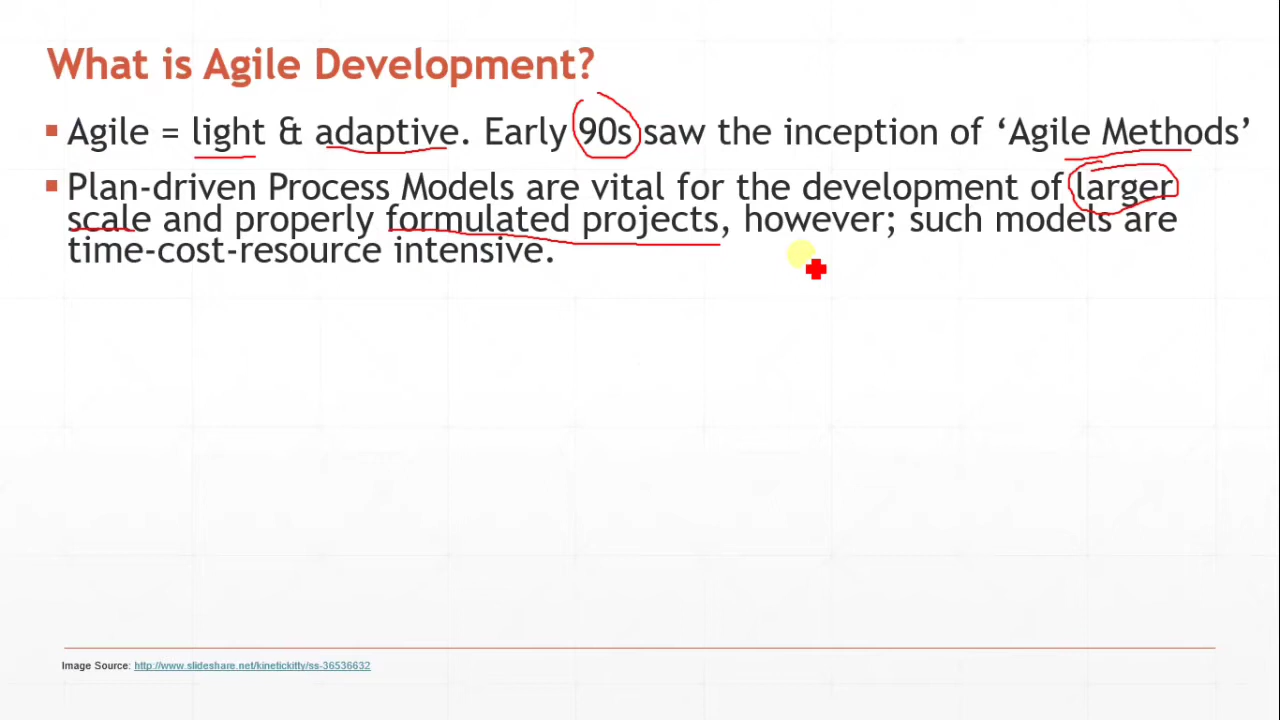 What is Agile Development?
▪ Agile = light & adaptive. Early 90s saw the inception of ‘Agile Methods’
▪ Plan-driven Process Models are vital for the development of larger
scale and properly formulated projects, however; such models are
time-cost-resource intensive.
Image Source: http://www.slideshare.net/kinetickitty/ss-36536632